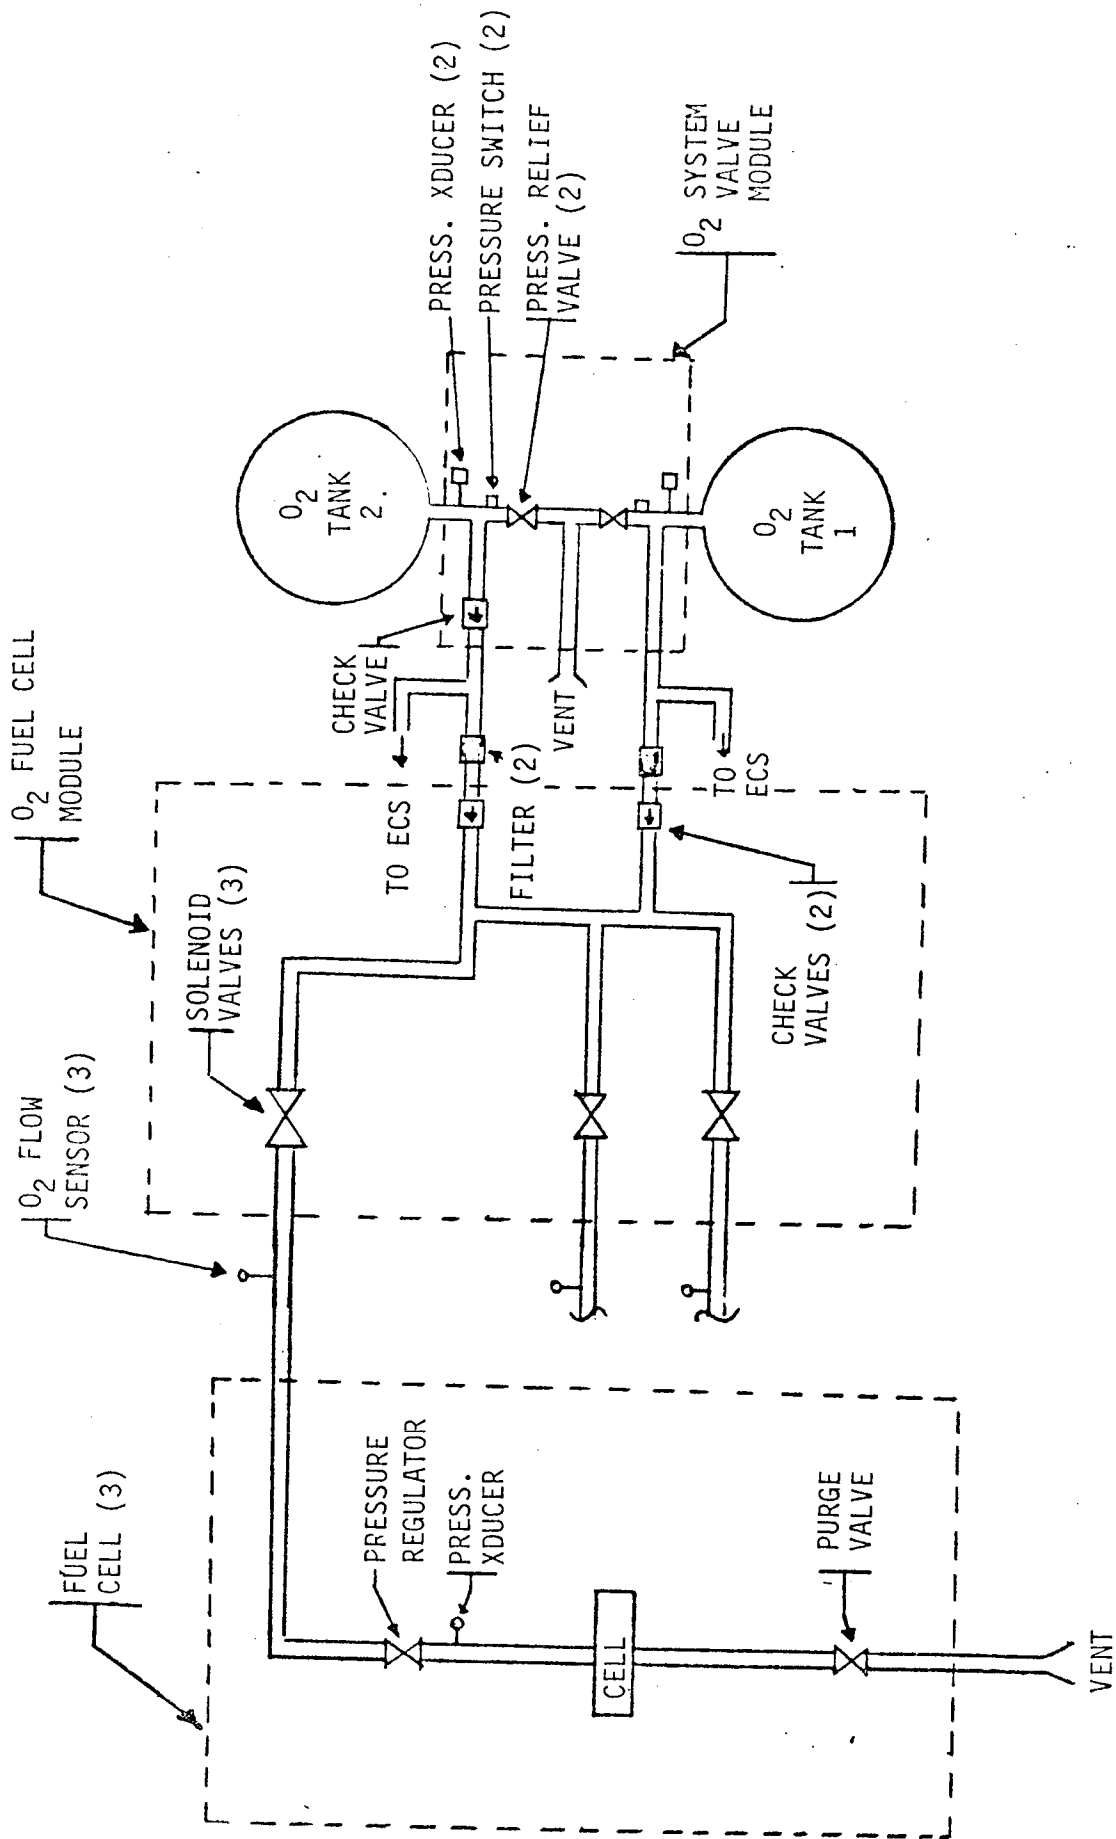 FUEL
CELL (3)
O2 FLOW
SENSOR (3)
O2 FUEL CELL
MODULE
SOLENOID
VALVES (3)
PRESSURE
REGULATOR
PRESS.
XDUCER
CELL
PURGE
VALVE
VENT
TO ECS
FILTER (2)
CHECK
VALVE
VENT
TO
ECS
CHECK
VALVES (2)
O2
TANK
2.
O2
TANK
1
PRESS. XDUCER (2)
PRESSURE SWITCH (2)
PRESS. RELIEF
VALVE (2)
O2 SYSTEM
VALVE
MODULE